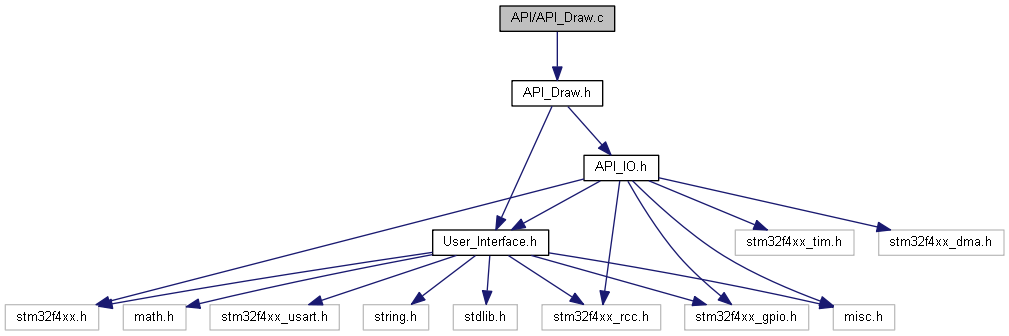 API/API_Draw.c
API_Draw.h
API_IO.h
User_Interface.h
stm32f4xx_tim.h
stm32f4xx_dma.h
stm32f4xx.h
math.h
stm32f4xx_usart.h
string.h
stdlib.h
stm32f4xx_rcc.h
stm32f4xx_gpio.h
misc.h